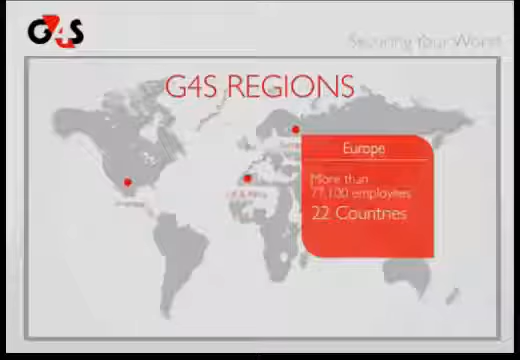 G4S
Securing Your World
G4S REGIONS
Europe
More than
77,100 employees
22 Countries